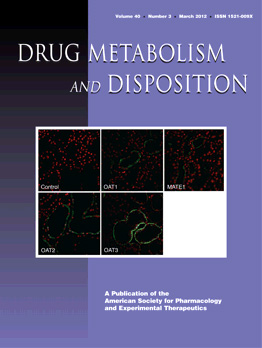 Volume 40 • Number 3 • March 2012 • ISSN 1521-009X
DRUG METABOLISM
AND DISPOSITION
Control
OAT1
MATE1
OAT2
OAT3
A Publication of the
American Society for Pharmacology
and Experimental Therapeutics